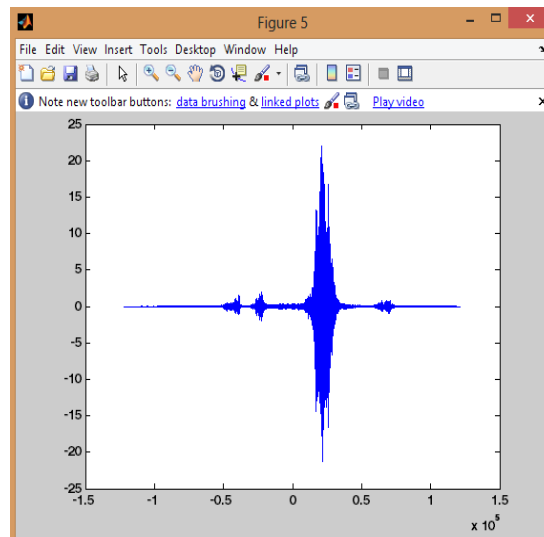 Figure 5
File Edit View Insert Tools Desktop Window Help
Note new toolbar buttons: data brushing & linked plots Play video
25
20
15
10
5
0
-5
-10
-15
-20
-25
-1.5 -1 -0.5 0 0.5 1 1.5
x 10^5